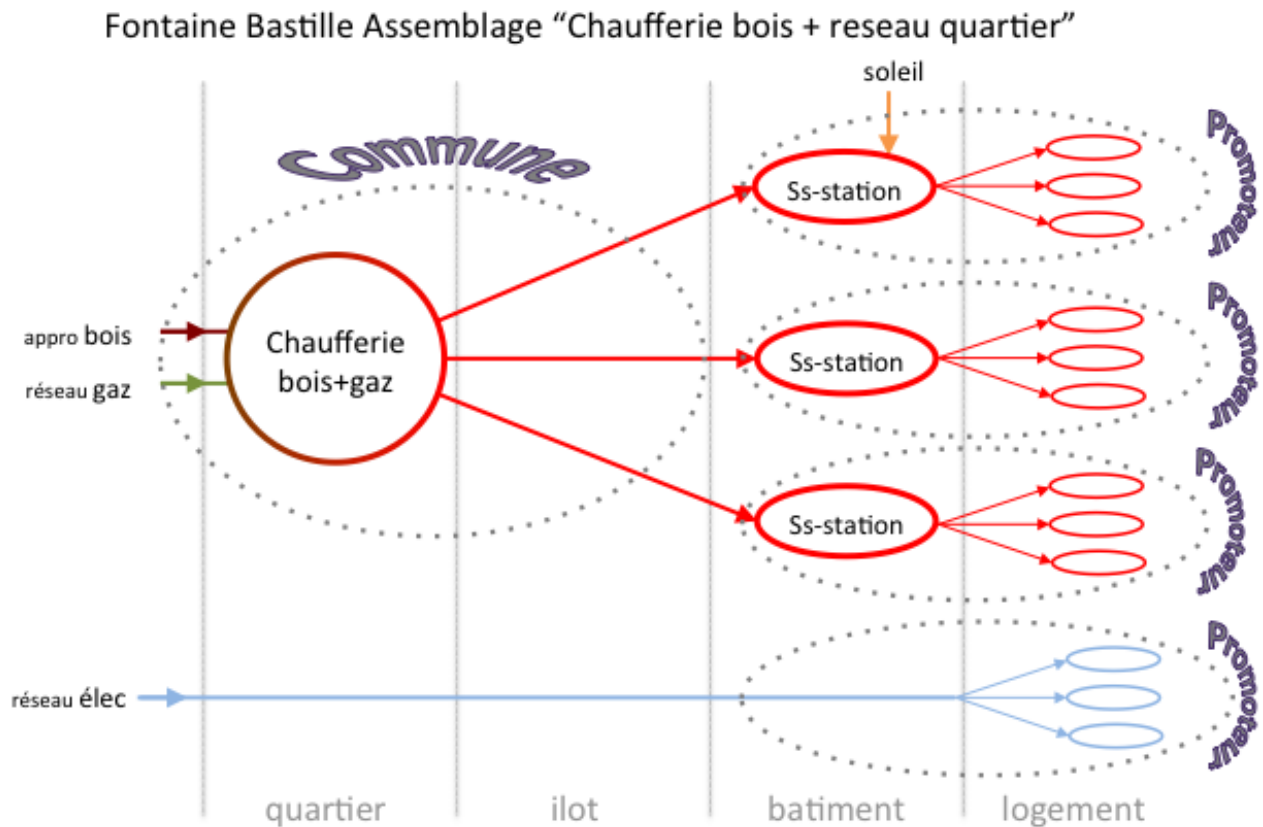 Fontaine Bastille Assemblage “Chaufferie bois + reseau quartier”
soleil
Commune
Promoteur
Ss-station
Promoteur
appro bois
Chaufferie
bois+gaz
Ss-station
réseau gaz
Promoteur
Ss-station
Promoteur
réseau élec
quartier
ilot
batiment
logement